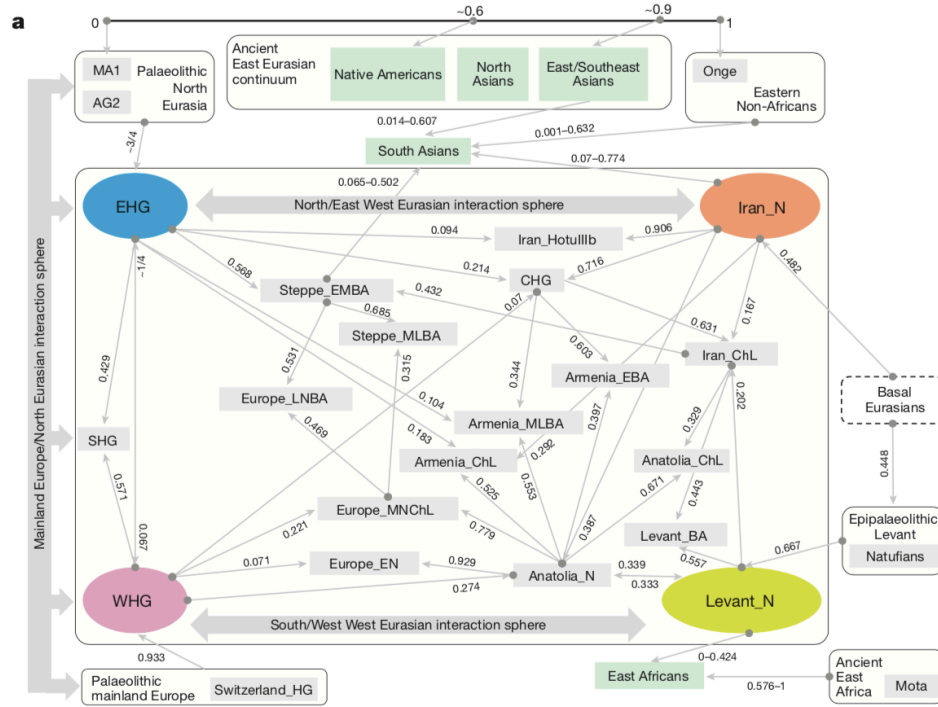 a
0
~0.6
~0.9
1
MA1
AG2
Palaeolithic
North
Eurasia
Ancient
East Eurasian
continuum
Native Americans
North
Asians
East/Southeast
Asians
Onge
Eastern
Non-Africans
~3/4
0.014–0.607
0.001–0.632
South Asians
0.07–0.774
0.065–0.502
Mainland Europe/North Eurasian interaction sphere
EHG
North/East West Eurasian interaction sphere
Iran_N
0.094
Iran_HotuIIIb
0.906
~1/4
0.568
0.214
CHG
0.716
0.482
Steppe_EMBA
0.432
0.07
0.167
0.685
Steppe_MLBA
0.631
0.603
Iran_ChL
0.429
0.531
0.315
0.344
Armenia_EBA
Basal
Eurasians
Europe_LNBA
0.104
0.397
0.329
0.202
0.469
0.183
Armenia_MLBA
SHG
0.292
Armenia_ChL
Anatolia_ChL
0.448
0.571
0.525
0.553
0.671
0.443
Europe_MNChL
0.221
0.779
0.387
Levant_BA
Epipalaeolithic
Levant
Natufians
0.067
0.667
0.071
Europe_EN
0.929
Anatolia_N
0.339
0.333
0.557
0.274
WHG
Levant_N
South/West West Eurasian interaction sphere
0.933
0–0.424
Palaeolithic
mainland Europe
Switzerland_HG
East Africans
0.576–1
Ancient
East
Africa
Mota